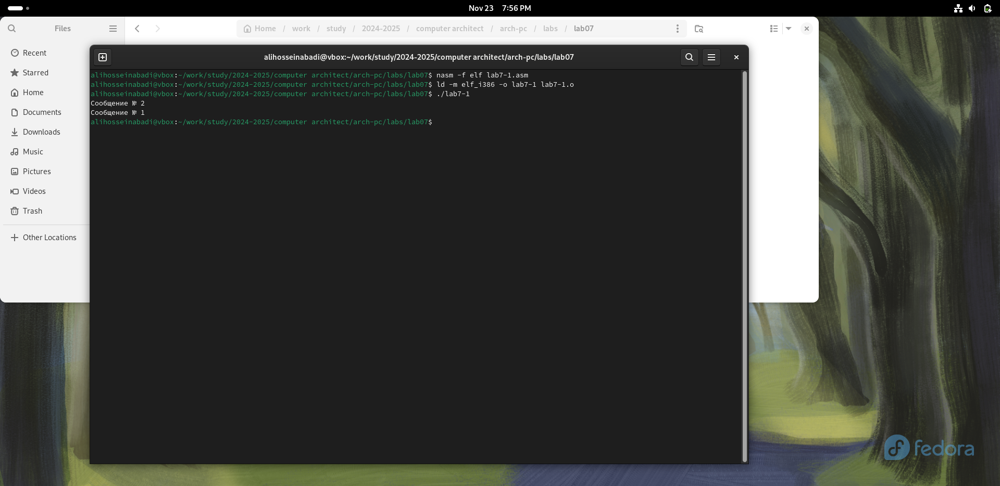 Nov 23 7:56 PM
Files
Home / work / study / 2024-2025 / computer architect / arch-pc / labs / lab07
Recent
Starred
Home
Documents
Downloads
Music
Pictures
Videos
Trash
Other Locations
alihosseinabadi@vbox:~/work/study/2024-2025/computer architect/arch-pc/labs/lab07
alihosseinabadi@vbox:~/work/study/2024-2025/computer architect/arch-pc/labs/lab07$ nasm -f elf lab7-1.asm
alihosseinabadi@vbox:~/work/study/2024-2025/computer architect/arch-pc/labs/lab07$ ld -m elf_i386 -o lab7-1 lab7-1.o
alihosseinabadi@vbox:~/work/study/2024-2025/computer architect/arch-pc/labs/lab07$ ./lab7-1
Сообщение № 2
Сообщение № 1
alihosseinabadi@vbox:~/work/study/2024-2025/computer architect/arch-pc/labs/lab07$
fedora